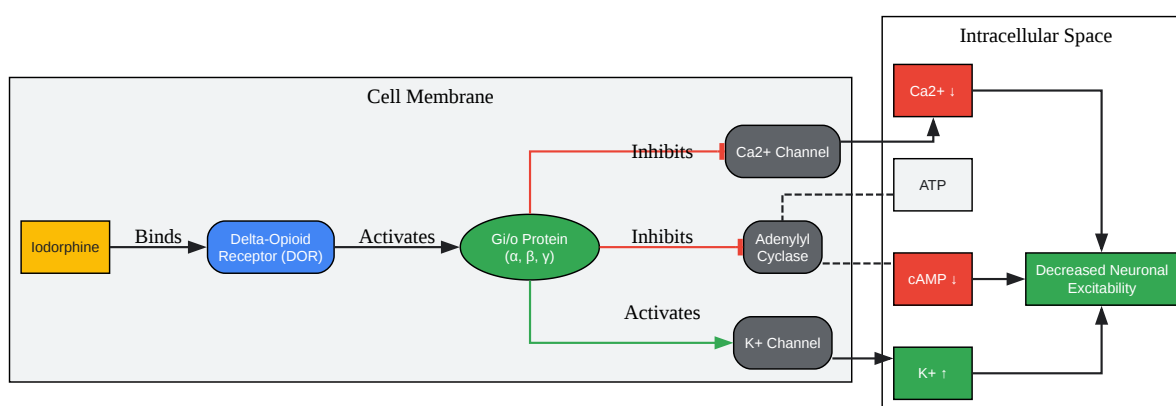 Intracellular Space
Cell Membrane
Ca2+ ↓
Inhibits
Ca2+ Channel
ATP
Iodorphine
Binds
Delta-Opioid
Receptor (DOR)
Activates
Gi/o Protein
(α, β, γ)
Inhibits
Adenylyl
Cyclase
cAMP ↓
Decreased Neuronal
Excitability
Activates
K+ Channel
K+ ↑